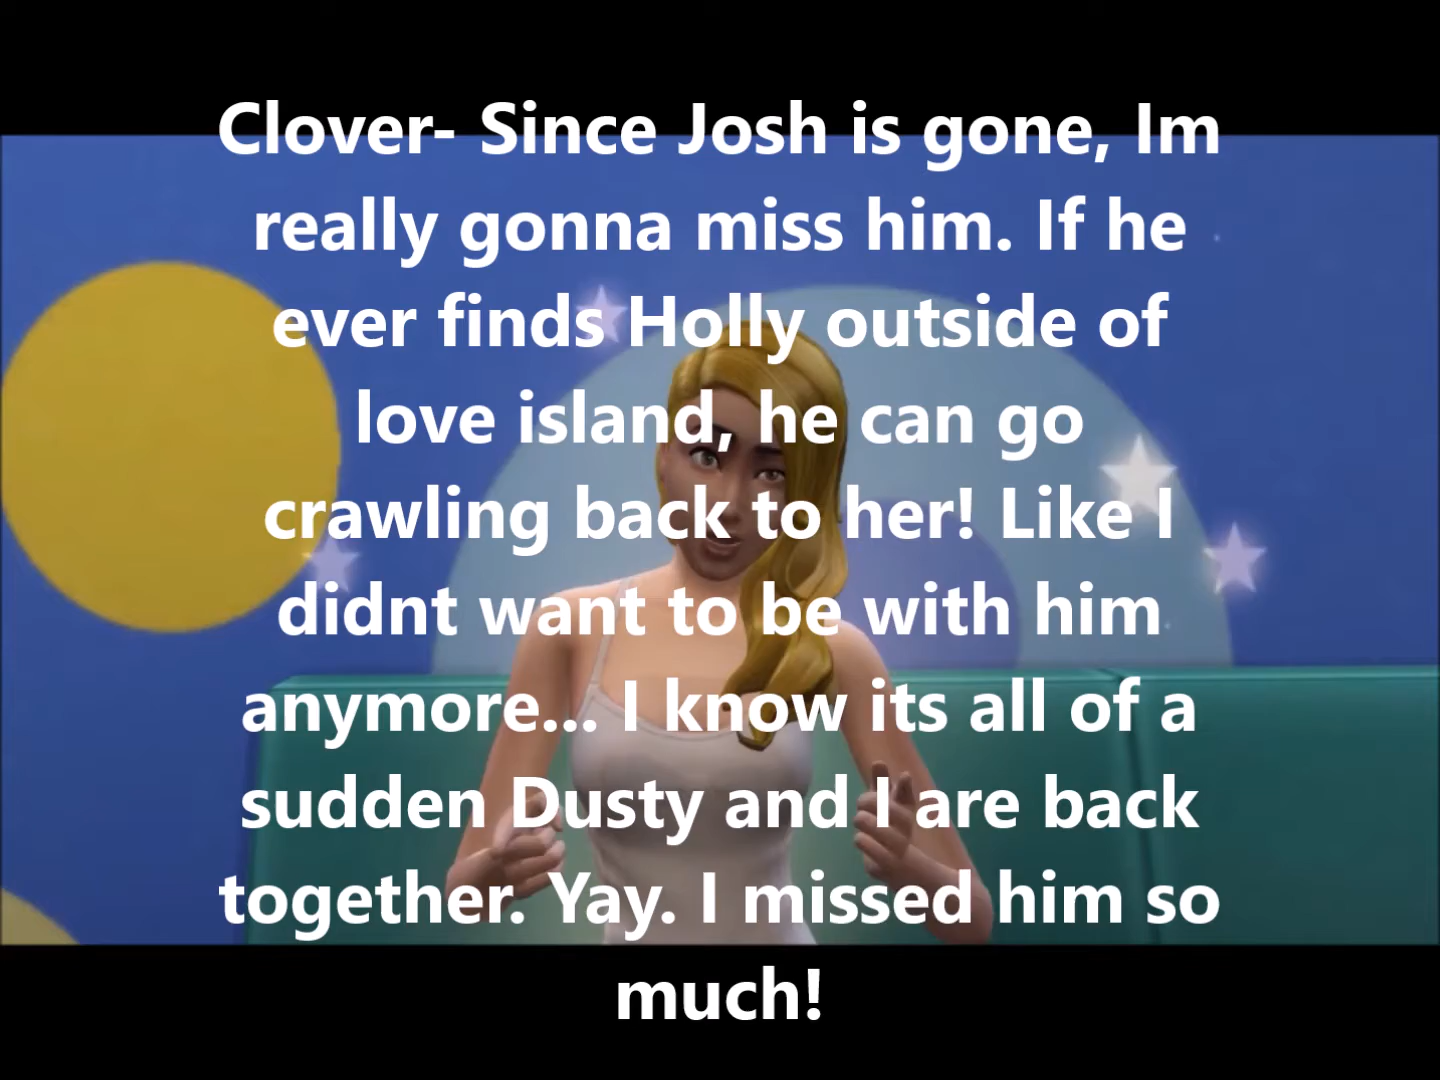 Clover- Since Josh is gone, Im
really gonna miss him. If he
ever finds Holly outside of
love island, he can go
crawling back to her! Like I
didnt want to be with him
anymore... I know its all of a
sudden Dusty and I are back
together. Yay. I missed him so
much!